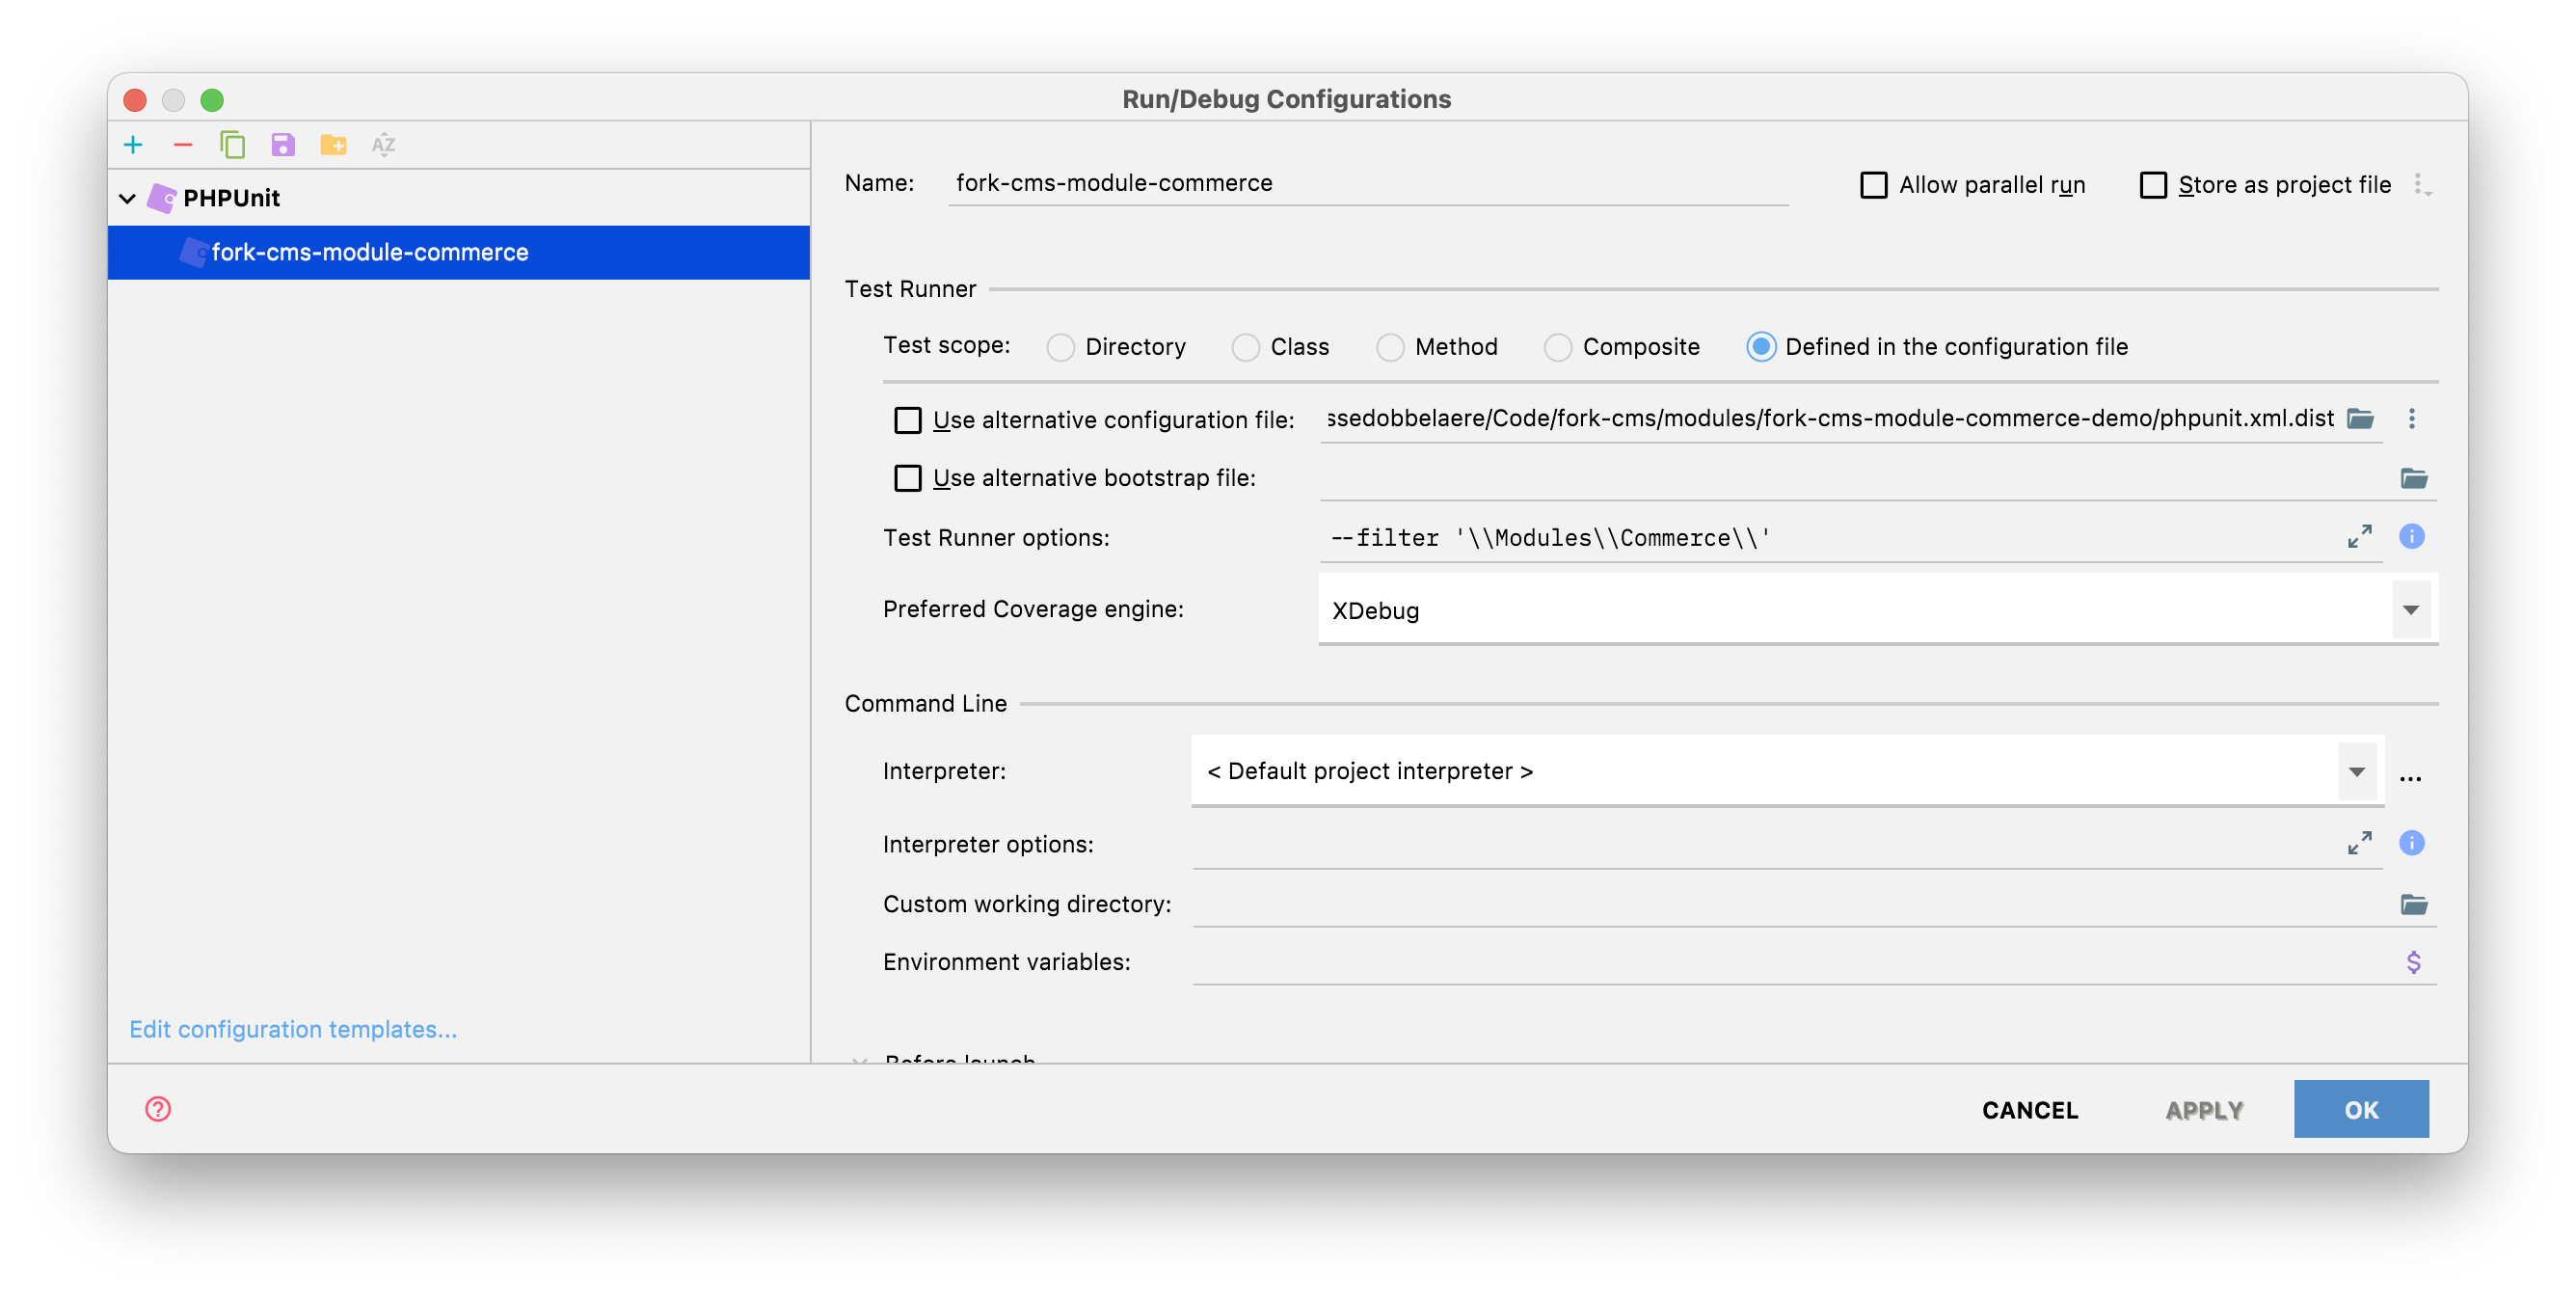 Run/Debug Configurations
AZ
PHPUnit
fork-cms-module-commerce
Edit configuration templates...
Name: fork-cms-module-commerce
Allow parallel run
Store as project file
Test Runner
Test scope: Directory Class Method Composite Defined in the configuration file
Use alternative configuration file: ssedobbelaere/Code/fork-cms/modules/fork-cms-module-commerce-demo/phpunit.xml.dist
Use alternative bootstrap file:
Test Runner options: --filter '\\Modules\\Commerce\\'
Preferred Coverage engine: XDebug
Command Line
Interpreter: < Default project interpreter >
...
Interpreter options:
Custom working directory:
Environment variables:
$
Before launch
?
CANCEL APPLY OK